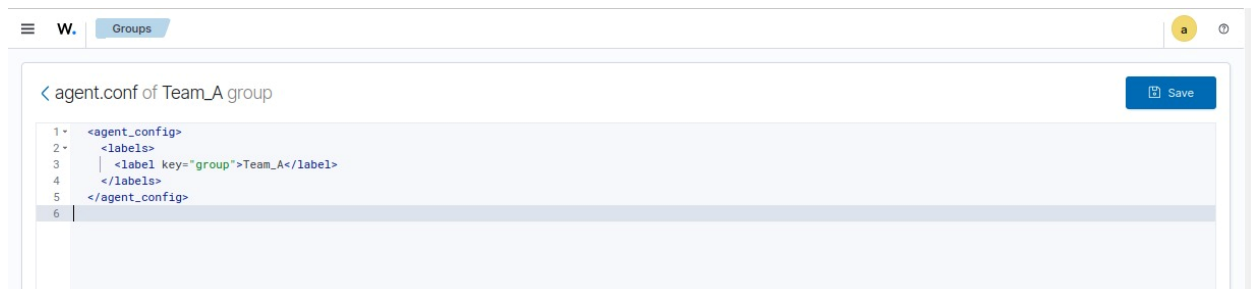 W. Groups a
agent.conf of Team_A group Save
1 <agent_config>
2 <labels>
3 <label key="group">Team_A</label>
4 </labels>
5 </agent_config>
6